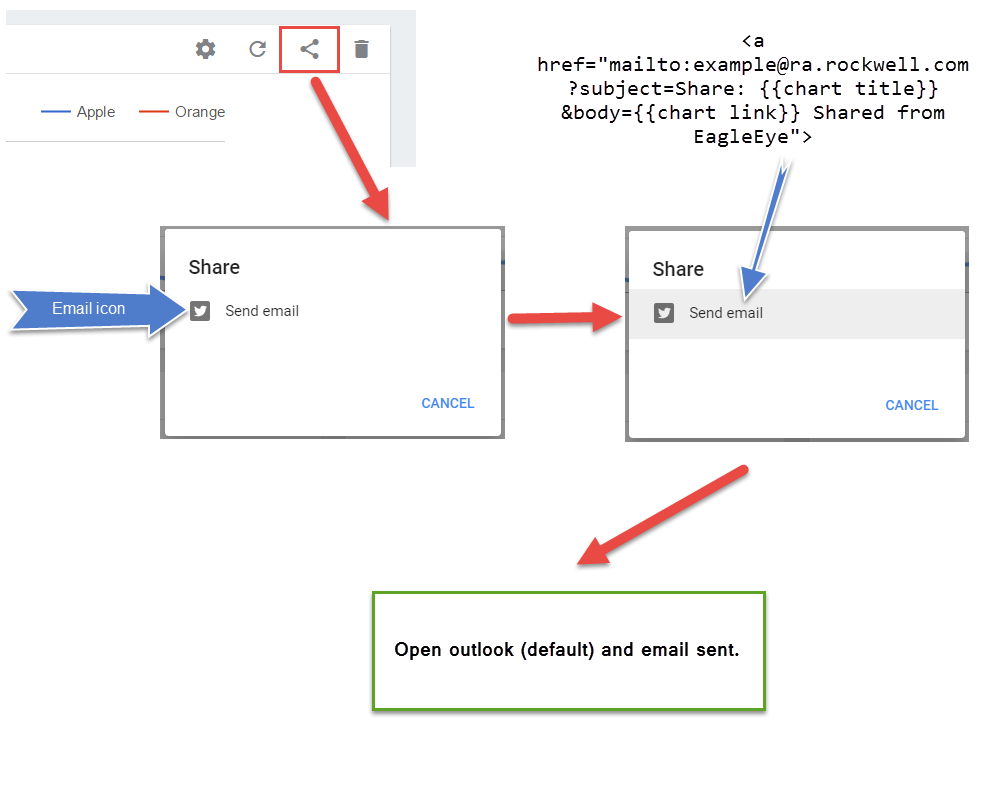 Apple Orange
<a
href="mailto:example@ra.rockwell.com
?subject=Share: {{chart title}}
&body={{chart link}} Shared from
EagleEye">
Email icon
Share
Send email
CANCEL
Share
Send email
CANCEL
Open outlook (default) and email sent.